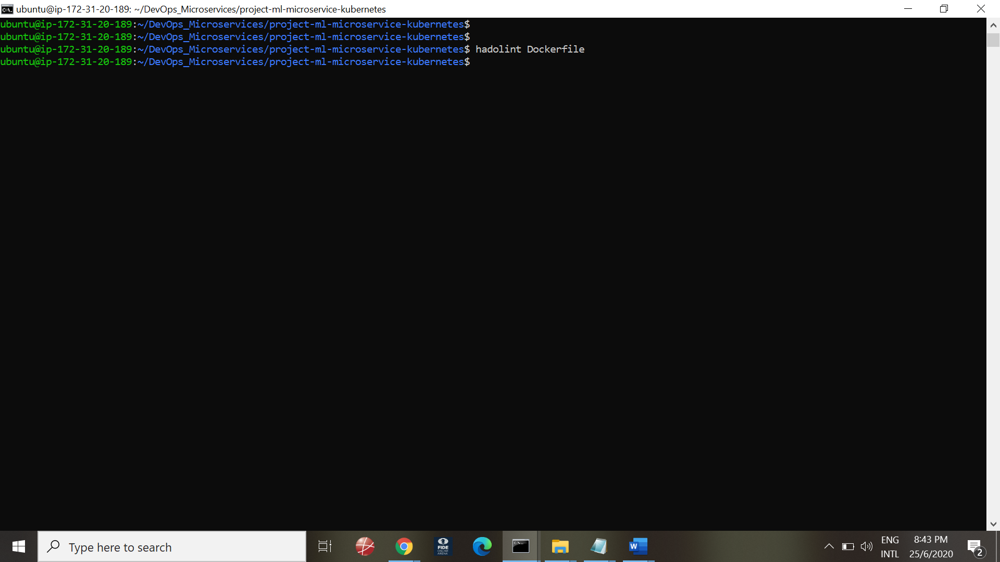 ubuntu@ip-172-31-20-189: ~/DevOps_Microservices/project-ml-microservice-kubernetes
ubuntu@ip-172-31-20-189:~/DevOps_Microservices/project-ml-microservice-kubernetes$
ubuntu@ip-172-31-20-189:~/DevOps_Microservices/project-ml-microservice-kubernetes$
ubuntu@ip-172-31-20-189:~/DevOps_Microservices/project-ml-microservice-kubernetes$ hadolint Dockerfile
ubuntu@ip-172-31-20-189:~/DevOps_Microservices/project-ml-microservice-kubernetes$
Type here to search
FIDE
ONLINE
ARENA
W
ENG
INTL
8:43 PM
25/6/2020
2